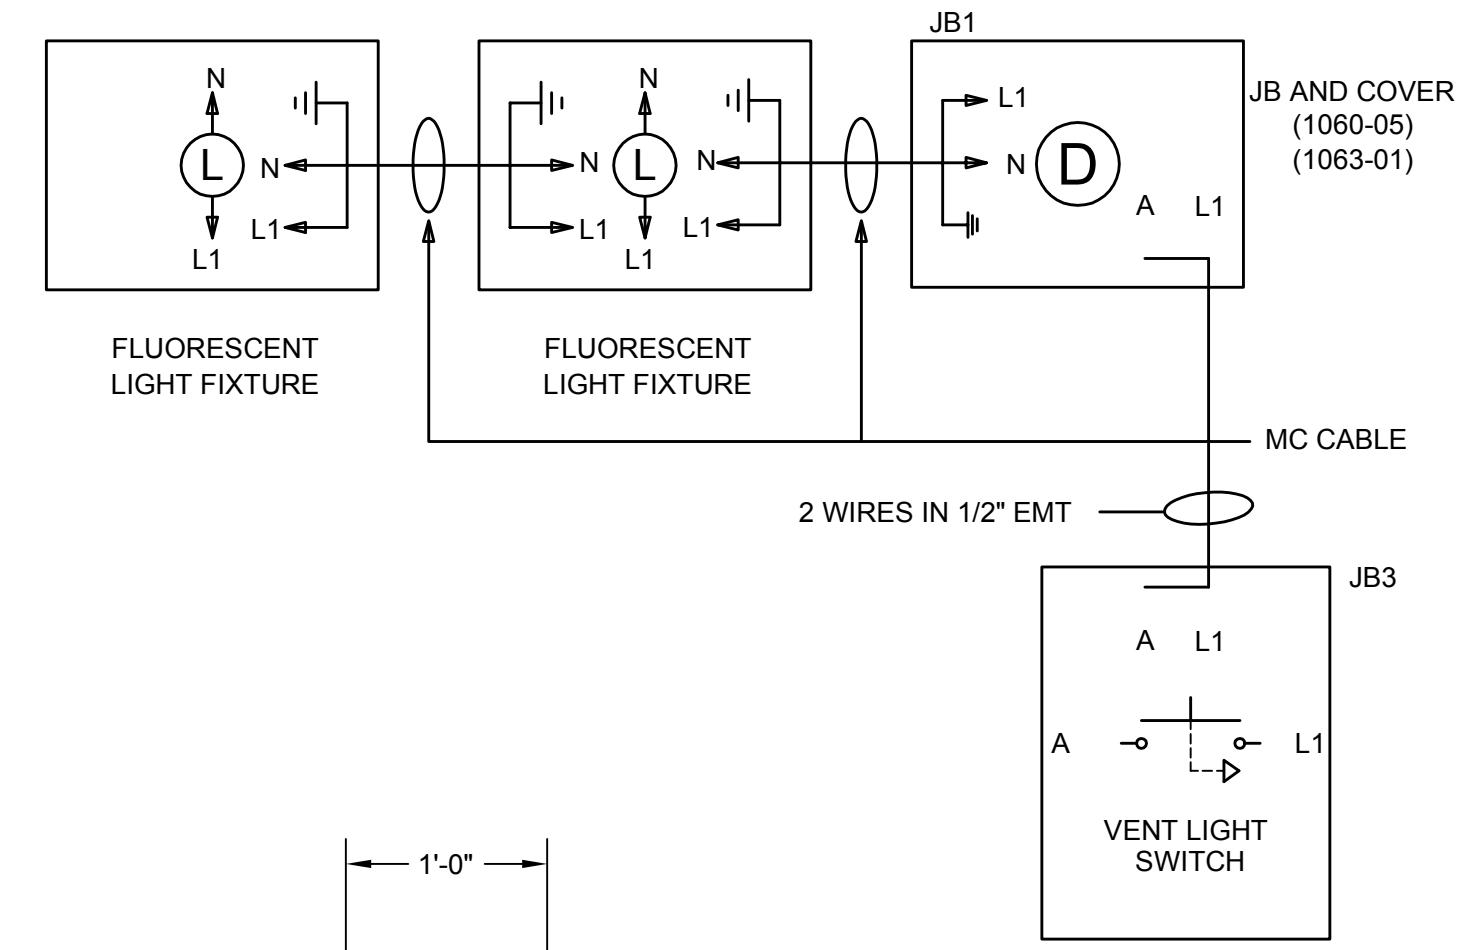 JB1
N
L
N
L1
L1
N
L1
N
L
N
L1
L1
L1
N
D
A
L1
JB AND COVER
(1060-05)
(1063-01)
FLUORESCENT
LIGHT FIXTURE
FLUORESCENT
LIGHT FIXTURE
MC CABLE
2 WIRES IN 1/2" EMT
JB3
A L1
A
L1
VENT LIGHT
SWITCH
1'-0"